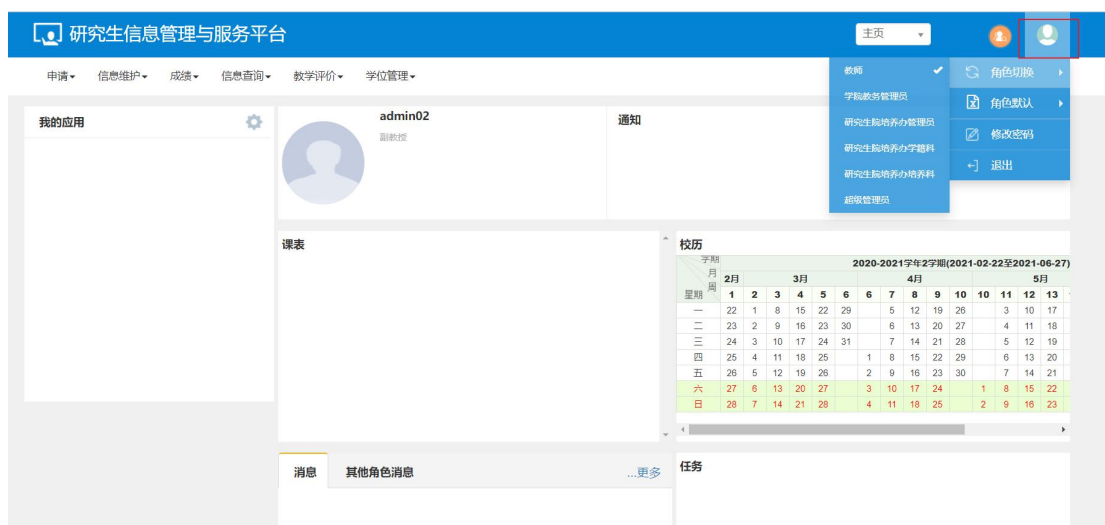 研究生信息管理与服务平台
主页
申请 信息维护 成绩 信息查询 教学评价 学位管理
教师
学院教务管理员
研究生院培养办管理员
研究生院培养办学籍科
研究生院培养办培养科
超级管理员
角色切换
角色默认
修改密码
退出
我的应用
admin02
副教授
通知
课表
校历
学期 2020-2021学年2学期(2021-02-22至2021-06-27)
月 2月 3月 4月 5月
星期 周 1 2 3 4 5 6 6 7 8 9 10 10 11 12 13
一 22 1 8 15 22 29 5 12 19 26 3 10 17
二 23 2 9 16 23 30 6 13 20 27 4 11 18
三 24 3 10 17 24 31 7 14 21 28 5 12 19
四 25 4 11 18 25 1 8 15 22 29 6 13 20
五 26 5 12 19 26 2 9 16 23 30 7 14 21
六 27 6 13 20 27 3 10 17 24 1 8 15 22
日 28 7 14 21 28 4 11 18 25 2 9 16 23
消息 其他角色消息 ...更多
任务